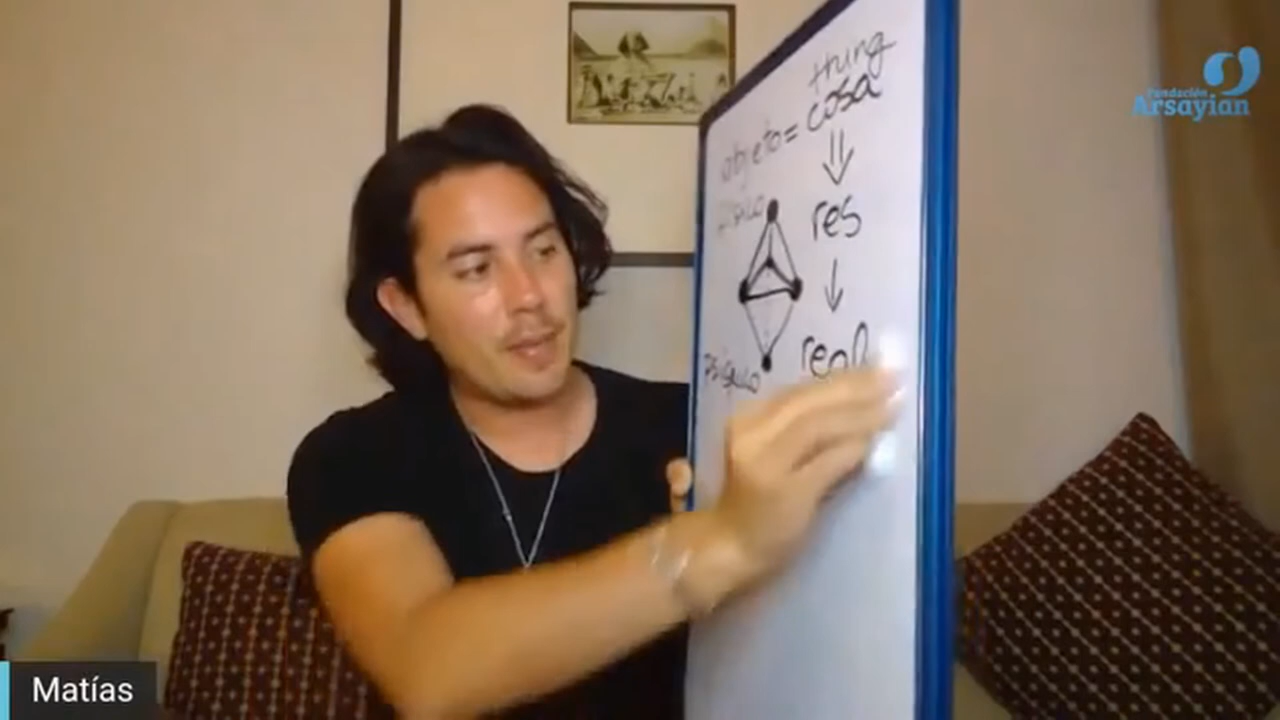 Thing
objeto = cosa
⇓
físico
res
↓
psíquico
real
Fundación
Arsayian
Matías